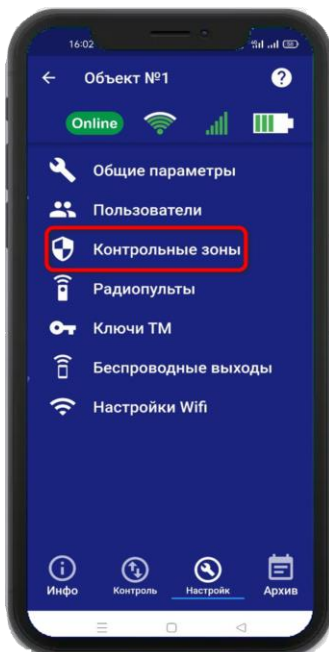 16:02
Объект №1
?
Online
Общие параметры
Пользователи
Контрольные зоны
Радиопульты
Ключи ТМ
Беспроводные выходы
Настройки Wifi
Инфо Контроль Настройк Архив